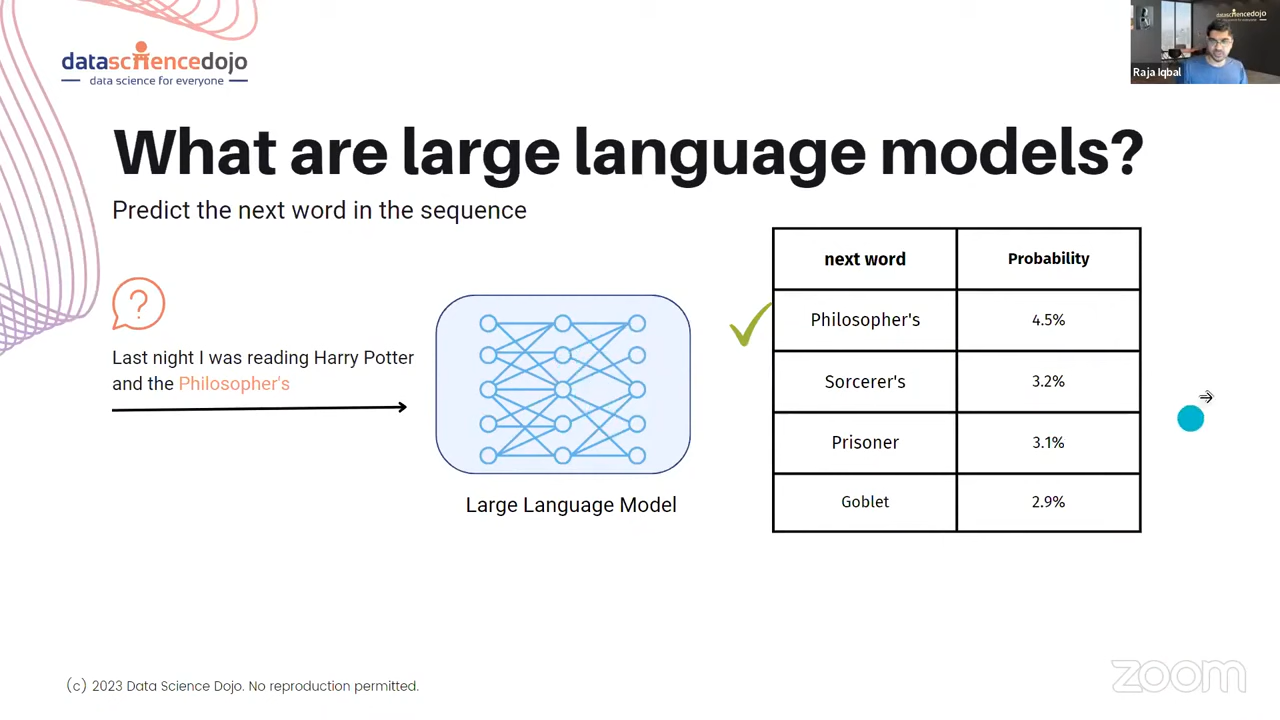 datasciencedojo
data science for everyone
datasciencedojo
Raja Iqbal
What are large language models?
Predict the next word in the sequence
?
Last night I was reading Harry Potter
and the Philosopher's
Large Language Model
next word Probability
Philosopher's 4.5%
Sorcerer's 3.2%
Prisoner 3.1%
Goblet 2.9%
(c) 2023 Data Science Dojo. No reproduction permitted.
zoom